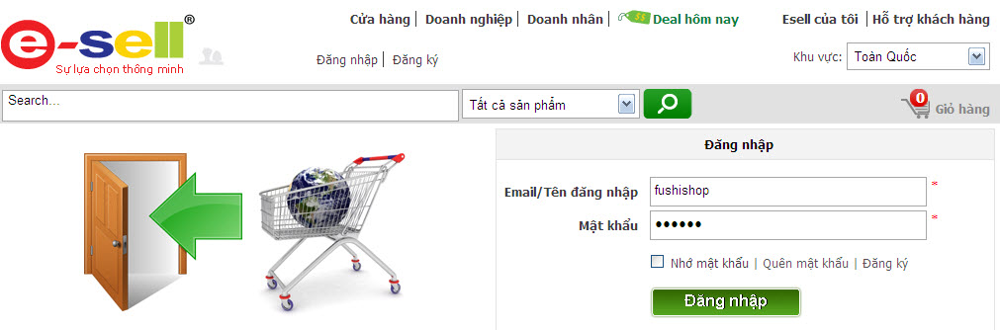 e-sell®
Sự lựa chọn thông minh
Cửa hàng | Doanh nghiệp | Doanh nhân | $$ Deal hôm nay
Esell của tôi | Hỗ trợ khách hàng
Đăng nhập | Đăng ký
Khu vực: Toàn Quốc
Search... Tất cả sản phẩm 0 Giỏ hàng
Đăng nhập
Email/Tên đăng nhập fushishop *
Mật khẩu •••••• *
Nhớ mật khẩu | Quên mật khẩu | Đăng ký
Đăng nhập